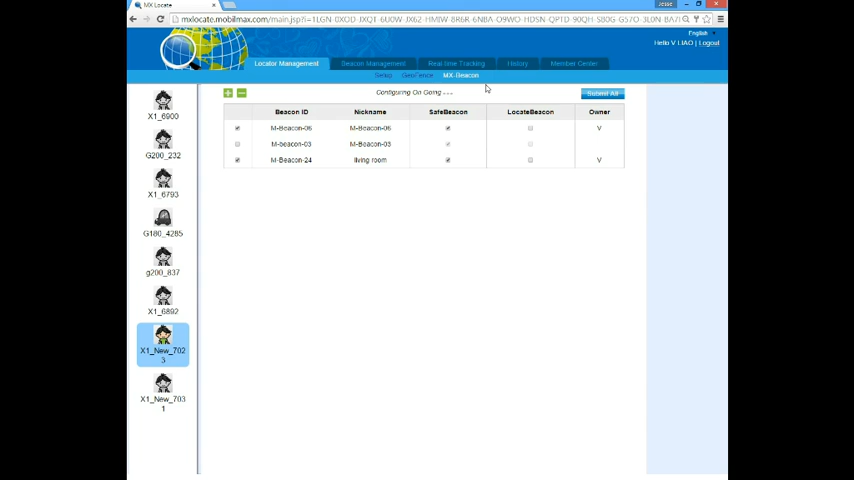 MX Locate
Jesse
mxlocate.mobilmax.com/main.jsp?i=1LGN
English
Hello V LIAO | Logout
Locator Management
Beacon Management
Real-time Tracking
History
Member Center
Setup
GeoFence
MX-Beacon
Configuring On Going ---
Submit All
Beacon ID Nickname SafeBeacon LocateBeacon Owner
M-Beacon-06 M-Beacon-06 V
M-beacon-03 M-Beacon-03
M-Beacon-24 living room V
X1_6900
G200_232
X1_6793
G180_4285
g200_837
X1_6892
X1_New_702
3
X1_New_703
1